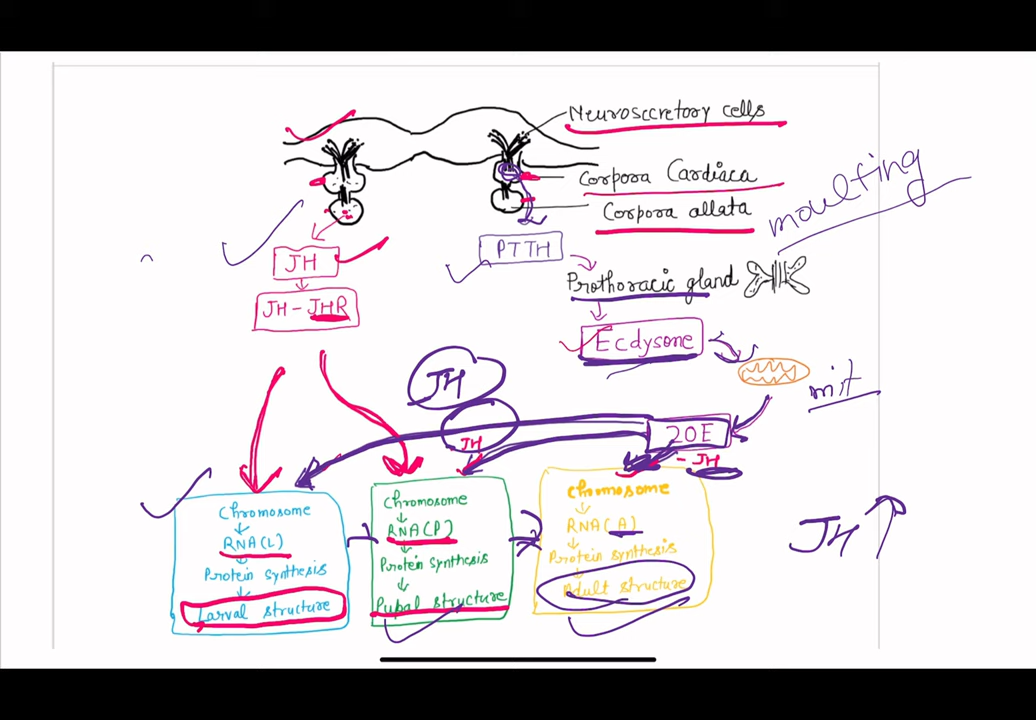 Neurosecretory cells
Corpora Cardiaca
Corpora allata
moulting
PTTH
JH
Prothoracic gland
JH-JHR
Ecdysone
JH
mit
JH
20E
- JH
Chromosome
RNA(L)
Protein synthesis
Larval structure
Chromosome
RNA(P)
Protein synthesis
Pupal structure
Chromosome
RNA(A)
Protein synthesis
Adult structure
JH